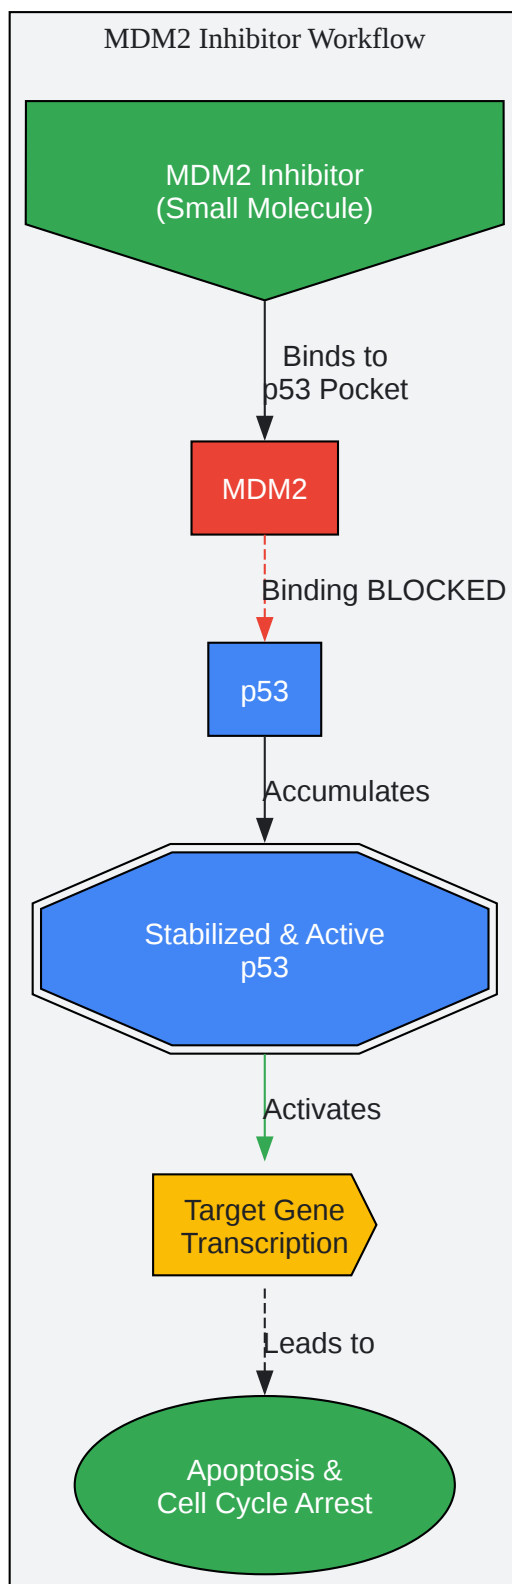 MDM2 Inhibitor Workflow
MDM2 Inhibitor
(Small Molecule)
Binds to
p53 Pocket
MDM2
Binding BLOCKED
p53
Accumulates
Stabilized & Active
p53
Activates
Target Gene
Transcription
Leads to
Apoptosis &
Cell Cycle Arrest